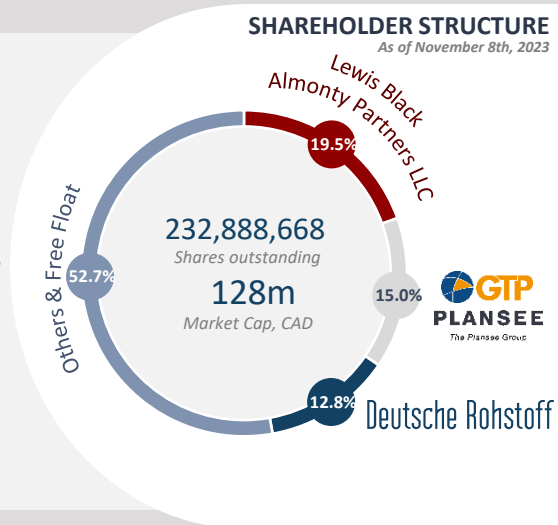 SHAREHOLDER STRUCTURE
As of November 8th, 2023
Lewis Black
Almonty Partners LLC
19.5%
232,888,668
Shares outstanding
128m
Market Cap, CAD
Others & Free Float
52.7%
15.0%
GTP
PLANSEE
The Plansee Group
12.8%
Deutsche Rohstoff